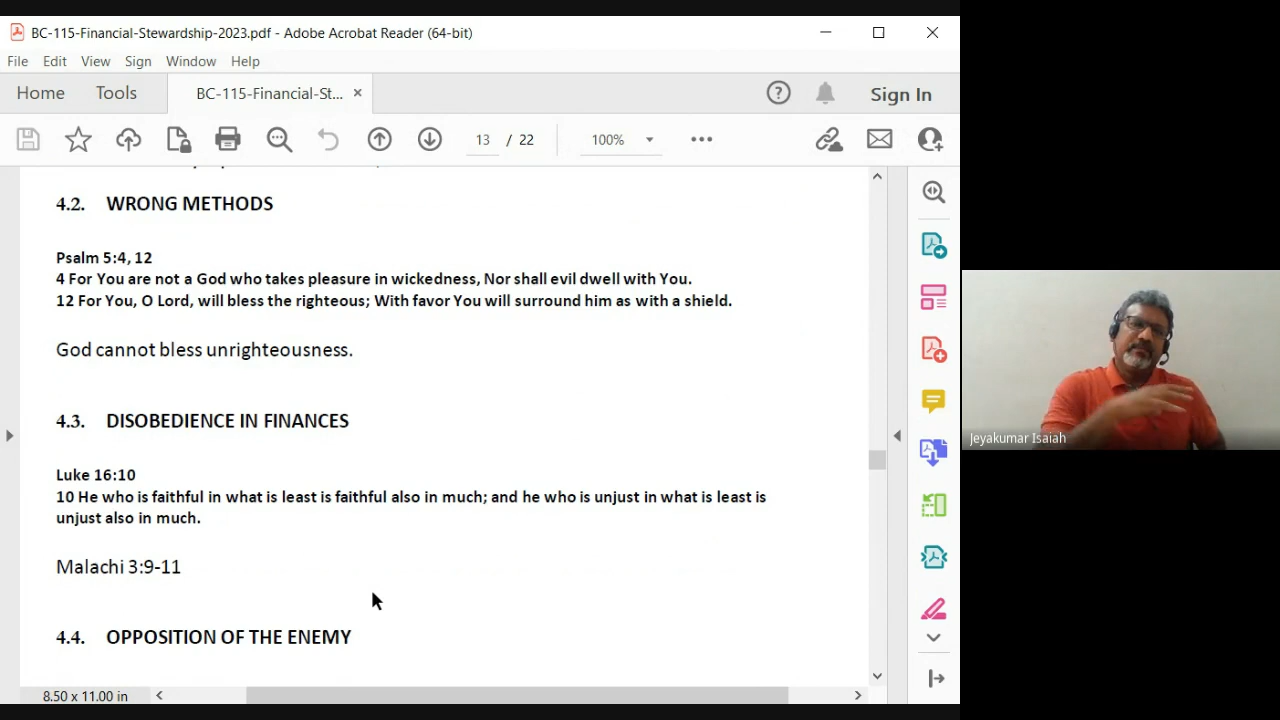 BC-115-Financial-Stewardship-2023.pdf - Adobe Acrobat Reader (64-bit)
File Edit View Sign Window Help
Home Tools BC-115-Financial-St... × Sign In
13 / 22 100%
4.2. WRONG METHODS
Psalm 5:4, 12
4 For You are not a God who takes pleasure in wickedness, Nor shall evil dwell with You.
12 For You, O Lord, will bless the righteous; With favor You will surround him as with a shield.
God cannot bless unrighteousness.
4.3. DISOBEDIENCE IN FINANCES
Luke 16:10
10 He who is faithful in what is least is faithful also in much; and he who is unjust in what is least is
unjust also in much.
Malachi 3:9-11
4.4. OPPOSITION OF THE ENEMY
8.50 x 11.00 in
Jeyakumar Isaiah